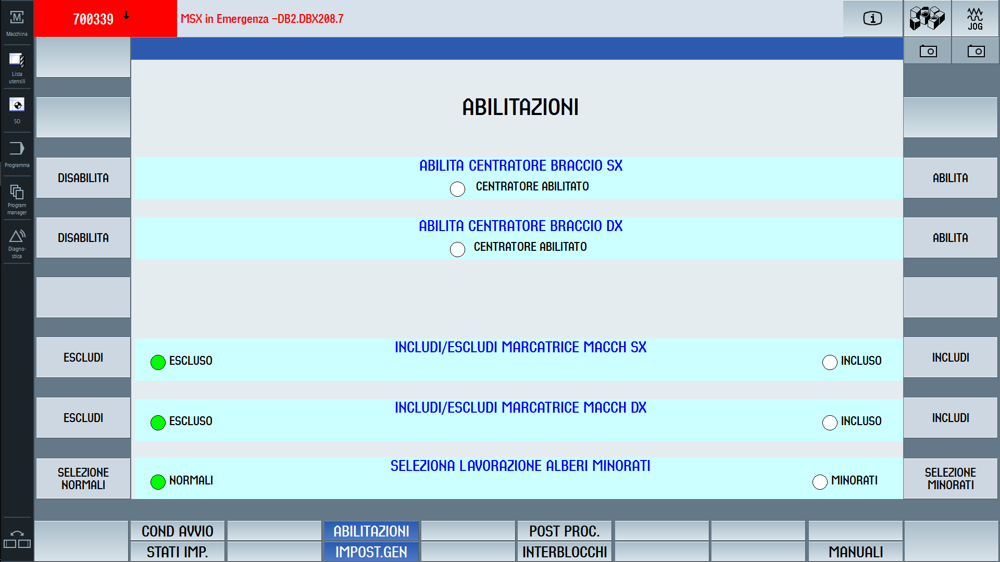 Macchina
Lista
utensili
SO
Programma
Program
manager
Diagno-
stica
700339
MSX in Emergenza -DB2.DBX208.7
JOG
ABILITAZIONI
DISABILITA
ABILITA CENTRATORE BRACCIO SX
CENTRATORE ABILITATO
ABILITA
DISABILITA
ABILITA CENTRATORE BRACCIO DX
CENTRATORE ABILITATO
ABILITA
ESCLUDI
INCLUDI/ESCLUDI MARCATRICE MACCH SX
ESCLUSO
INCLUSO
INCLUDI
ESCLUDI
INCLUDI/ESCLUDI MARCATRICE MACCH DX
ESCLUSO
INCLUSO
INCLUDI
SELEZIONE
NORMALI
SELEZIONA LAVORAZIONE ALBERI MINORATI
NORMALI
MINORATI
SELEZIONE
MINORATI
COND AVVIO
ABILITAZIONI
POST PROC.
STATI IMP.
IMPOST.GEN
INTERBLOCCHI
MANUALI